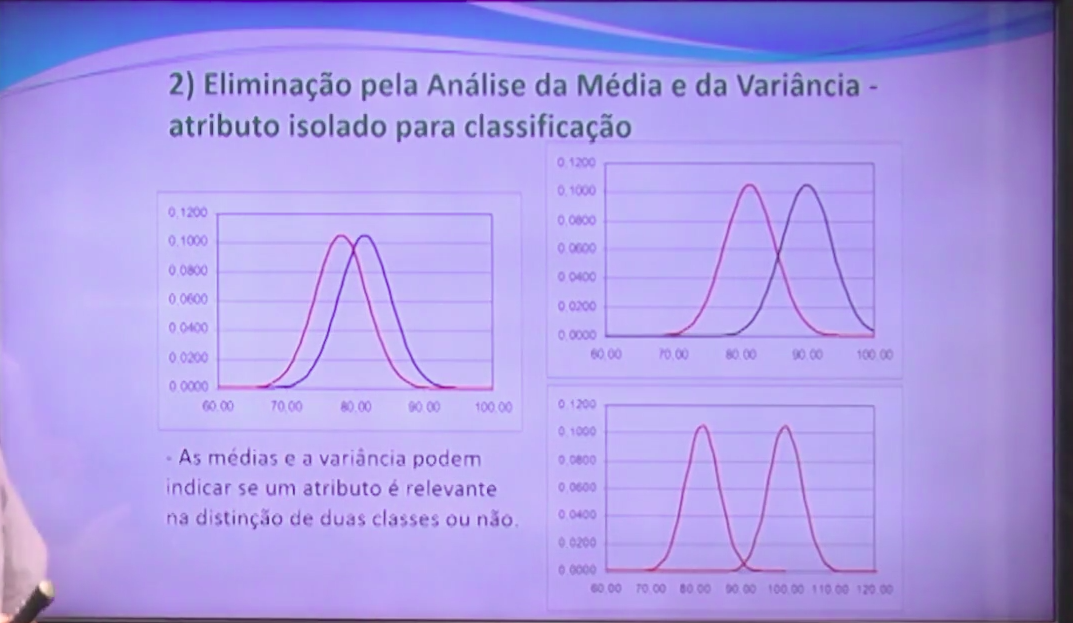 2) Eliminação pela Análise da Média e da Variância -
atributo isolado para classificação
0.1200
0.1000
0.0800
0.0600
0.0400
0.0200
0.0000
60.00 70.00 80.00 90.00 100.00
- As médias e a variância podem
indicar se um atributo é relevante
na distinção de duas classes ou não.
0.1200
0.1000
0.0800
0.0600
0.0400
0.0200
0.0000
60.00 70.00 80.00 90.00 100.00
0.1200
0.1000
0.0800
0.0600
0.0400
0.0200
0.0000
60.00 70.00 80.00 90.00 100.00 110.00 120.00